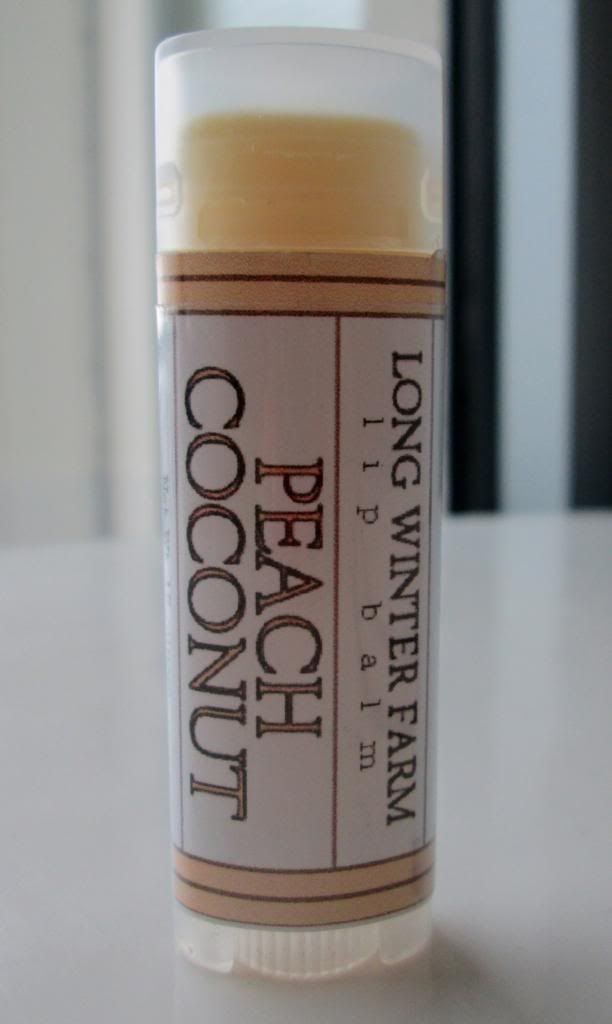 LONG WINTER FARM
lip balm
PEACH
COCONUT